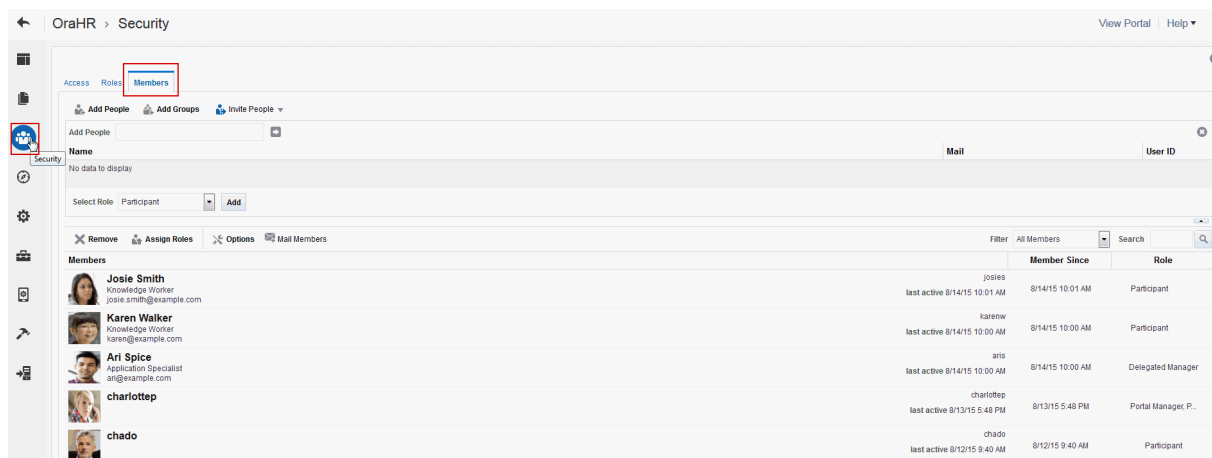 OraHR > Security
View Portal Help
Access Roles Members
Add People Add Groups Invite People
Add People
Security
Name Mail User ID
No data to display
Select Role Participant Add
Remove Assign Roles Options Mail Members Filter All Members Search
Members Member Since Role
Josie Smith josies
Knowledge Worker
josie.smith@example.com last active 8/14/15 10:01 AM 8/14/15 10:01 AM Participant
Karen Walker karenw
Knowledge Worker
karen@example.com last active 8/14/15 10:00 AM 8/14/15 10:00 AM Participant
Ari Spice aris
Application Specialist
ari@example.com last active 8/14/15 10:00 AM 8/14/15 10:00 AM Delegated Manager
charlottep charlottep
last active 8/13/15 5:48 PM 8/13/15 5:48 PM Portal Manager, P...
chado chado
last active 8/12/15 9:40 AM 8/12/15 9:40 AM Participant